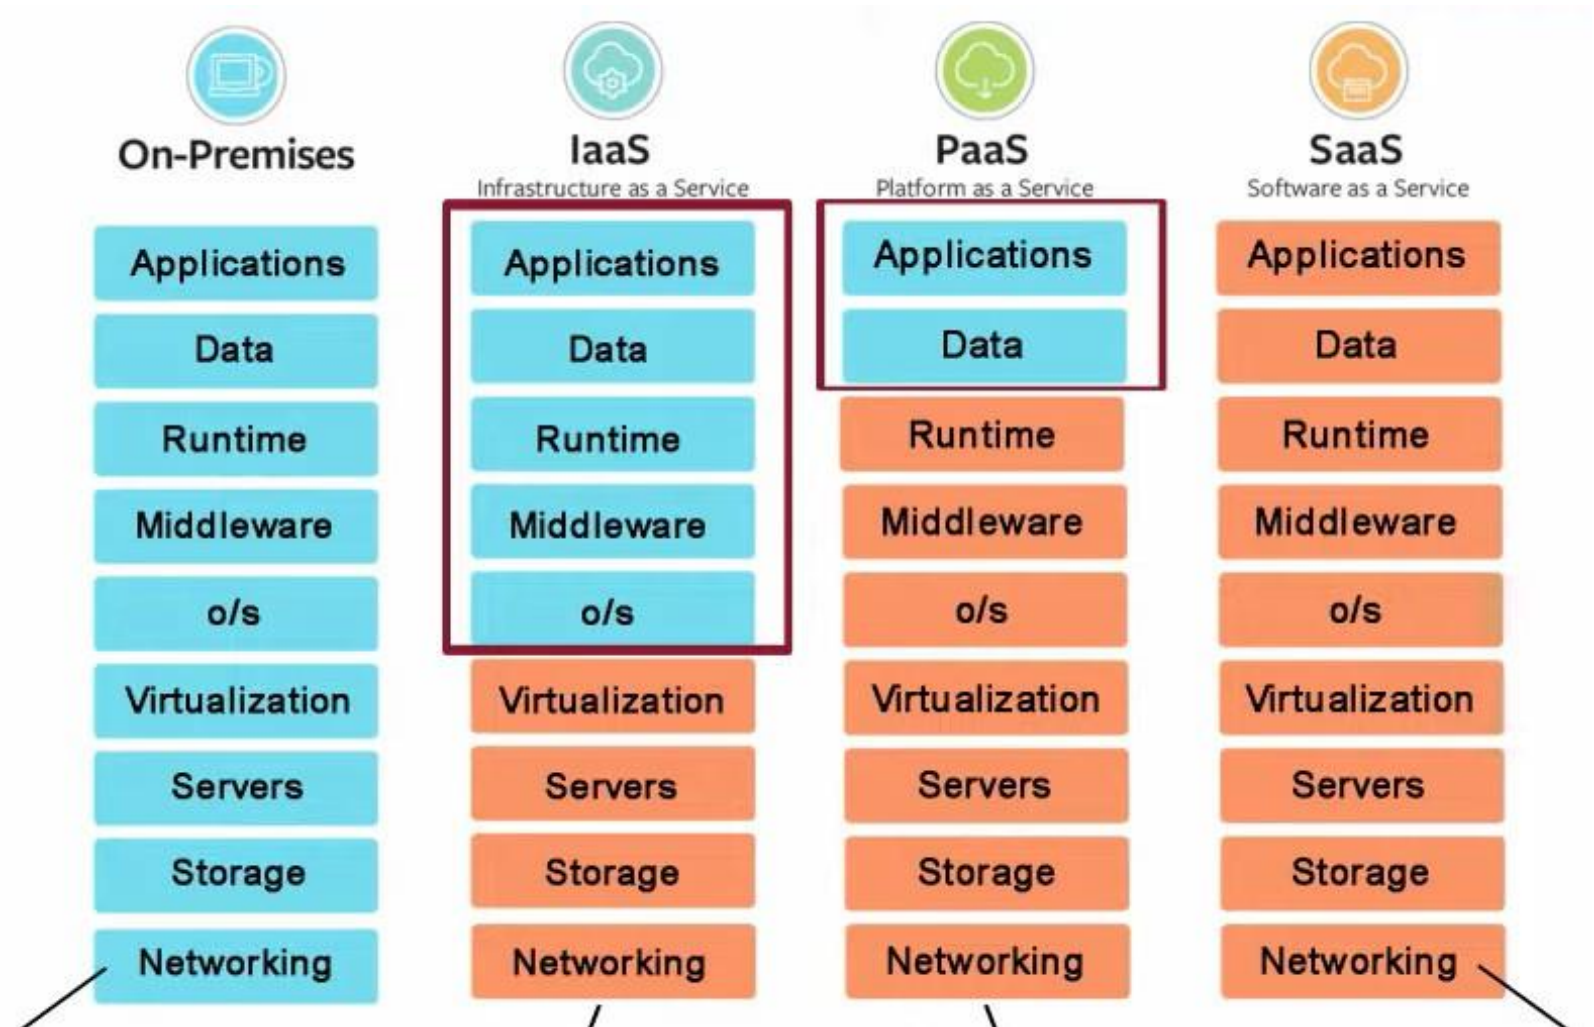 On-Premises
Applications
Data
Runtime
Middleware
o/s
Virtualization
Servers
Storage
Networking
IaaS
Infrastructure as a Service
Applications
Data
Runtime
Middleware
o/s
Virtualization
Servers
Storage
Networking
PaaS
Platform as a Service
Applications
Data
Runtime
Middleware
o/s
Virtualization
Servers
Storage
Networking
SaaS
Software as a Service
Applications
Data
Runtime
Middleware
o/s
Virtualization
Servers
Storage
Networking